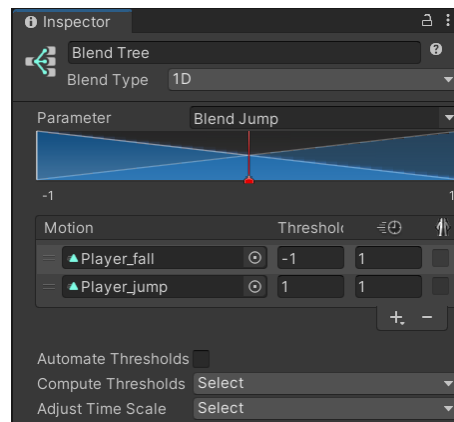 Inspector
Blend Tree
Blend Type 1D
Parameter Blend Jump
-1 1
Motion Threshold
Player_fall -1 1
Player_jump 1 1
+ -
Automate Thresholds
Compute Thresholds Select
Adjust Time Scale Select